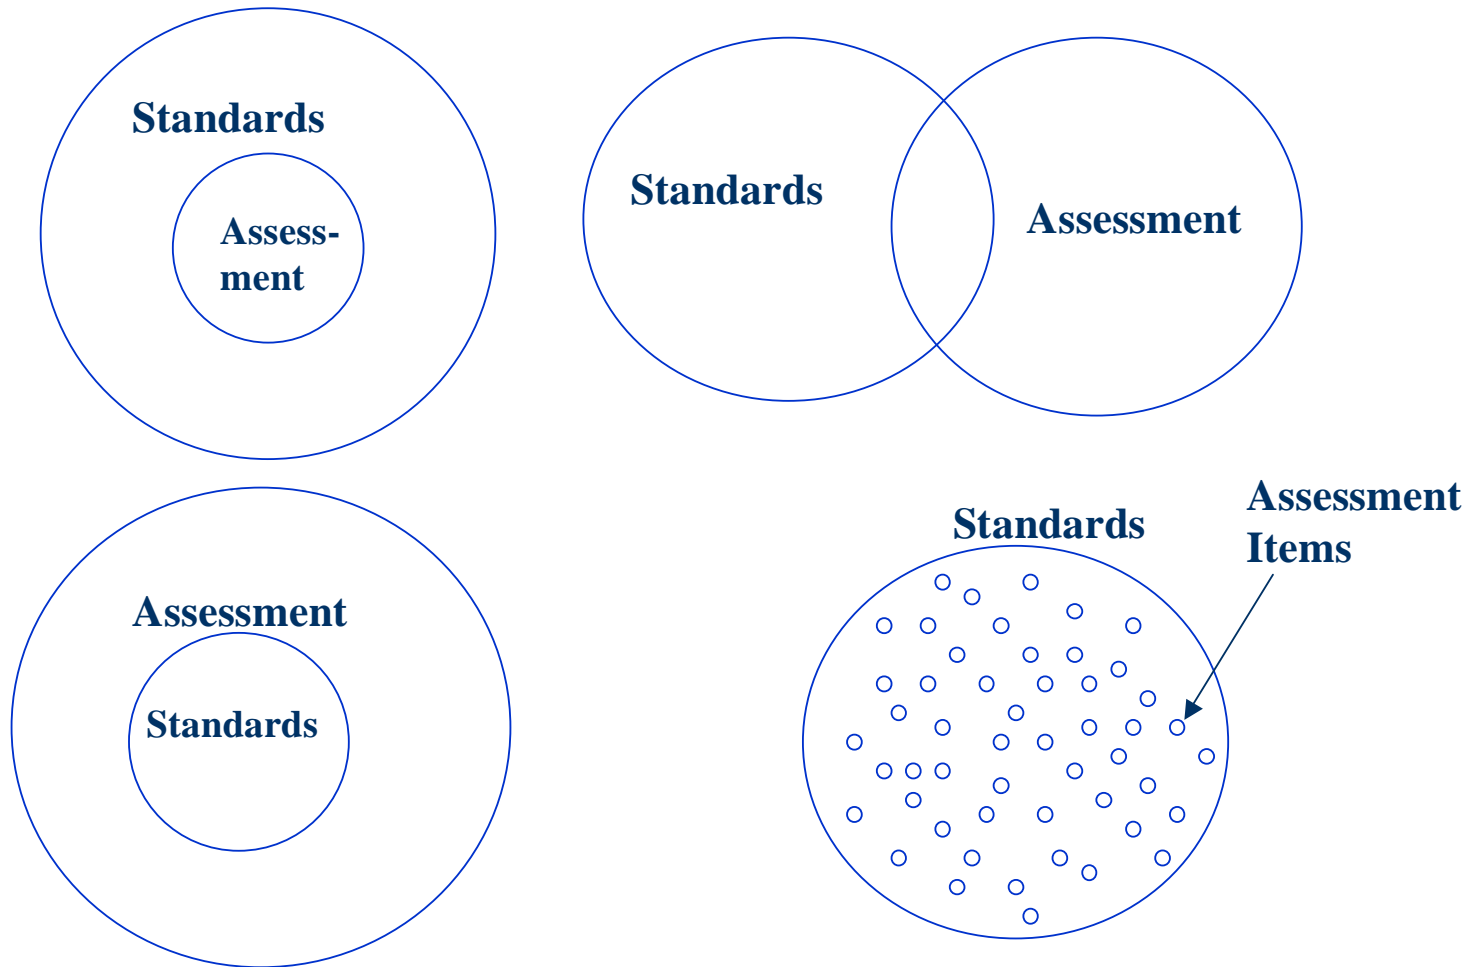 Standards
Assess-
ment
Standards
Assessment
Assessment
Standards
Standards
Assessment
Items